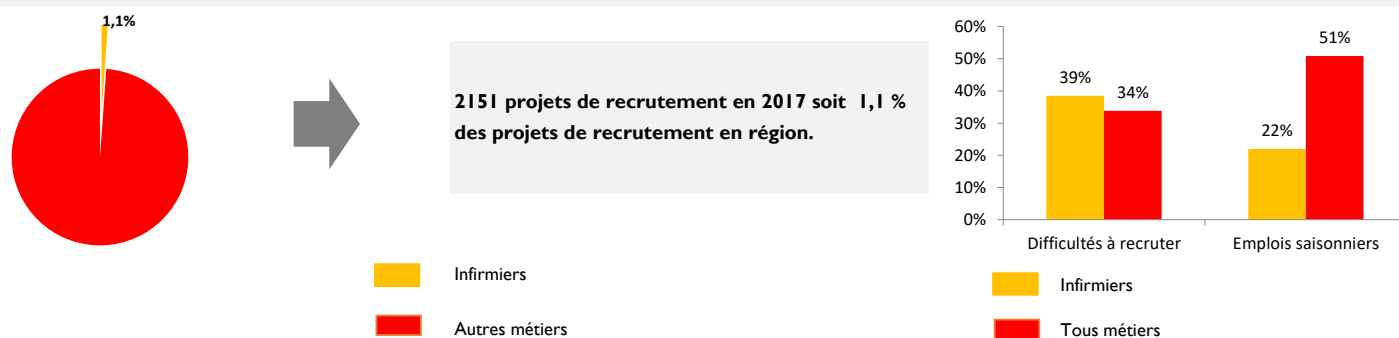 1,1%
2151 projets de recrutement en 2017 soit 1,1 %
des projets de recrutement en région.
Infirmiers
Autres métiers
60%
50%
40%
30%
20%
10%
0%
39%
34%
22%
51%
Difficultés à recruter
Emplois saisonniers
Infirmiers
Tous métiers